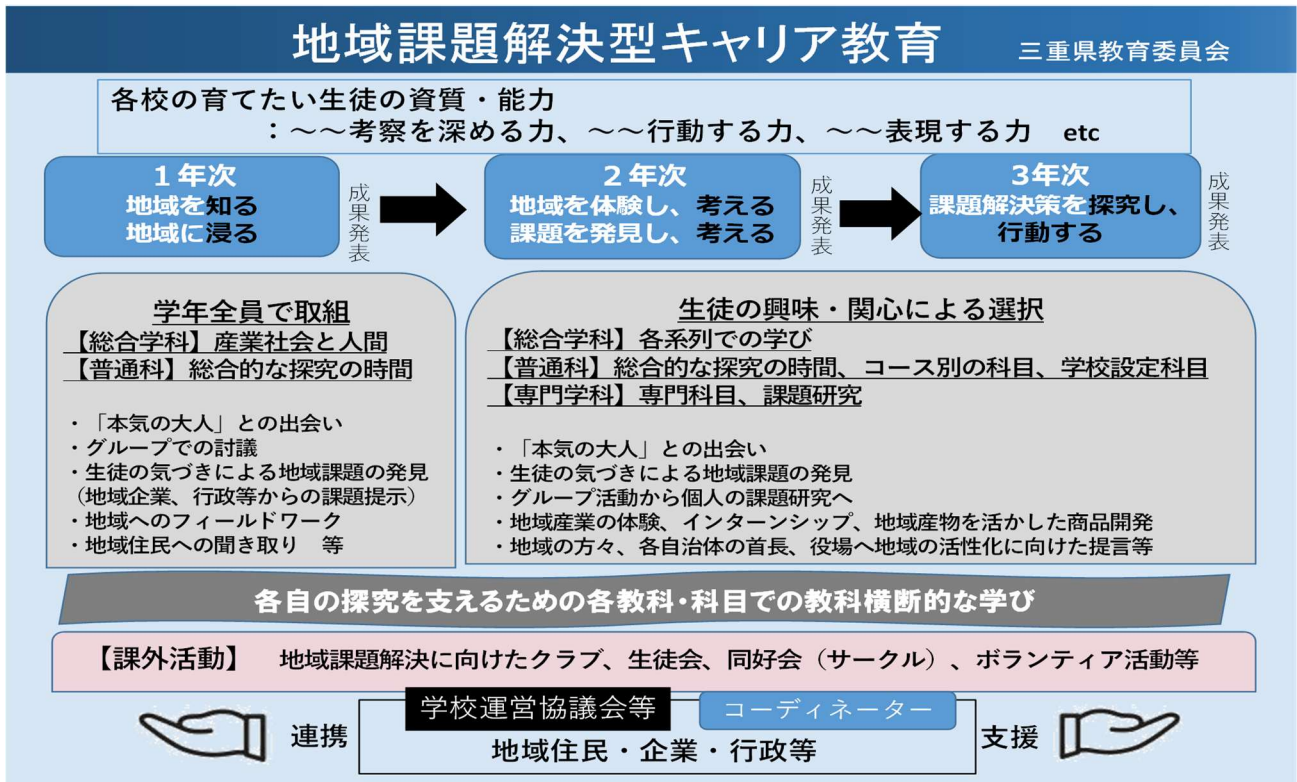 地域課題解決型キャリア教育
三重県教育委員会
各校の育てたい生徒の資質・能力
：～～考察を深める力、～～行動する力、～～表現する力　etc
１年次
地域を知る
地域に浸る
成果発表
２年次
地域を体験し、考える
課題を発見し、考える
成果発表
3年次
課題解決策を探究し、
行動する
成果発表
学年全員で取組
【総合学科】産業社会と人間
【普通科】総合的な探究の時間
・「本気の大人」との出会い
・グループでの討議
・生徒の気づきによる地域課題の発見
（地域企業、行政等からの課題提示）
・地域へのフィールドワーク
・地域住民への聞き取り　等
生徒の興味・関心による選択
【総合学科】各系列での学び
【普通科】総合的な探究の時間、コース別の科目、学校設定科目
【専門学科】専門科目、課題研究
・「本気の大人」との出会い
・生徒の気づきによる地域課題の発見
・グループ活動から個人の課題研究へ
・地域産業の体験、インターンシップ、地域産物を活かした商品開発
・地域の方々、各自治体の首長、役場へ地域の活性化に向けた提言等
各自の探究を支えるための各教科・科目での教科横断的な学び
【課外活動】　地域課題解決に向けたクラブ、生徒会、同好会（サークル）、ボランティア活動等
学校運営協議会等
コーディネーター
連携
地域住民・企業・行政等
支援